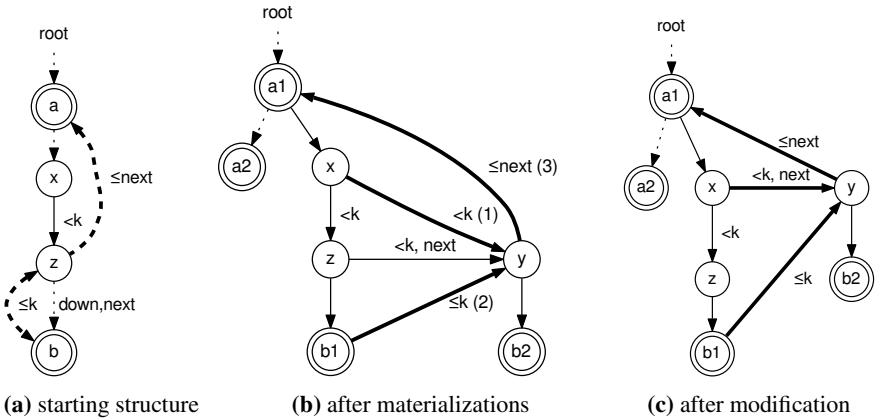 root
a
x
<k
≤next
z
≤k
down,next
b
(a) starting structure
root
a1
a2
x
≤next (3)
<k
<k (1)
<k, next
z
y
≤k (2)
b1
b2
(b) after materializations
root
a1
≤next
<k, next
a2
x
y
<k
z
≤k
b2
b1
(c) after modification